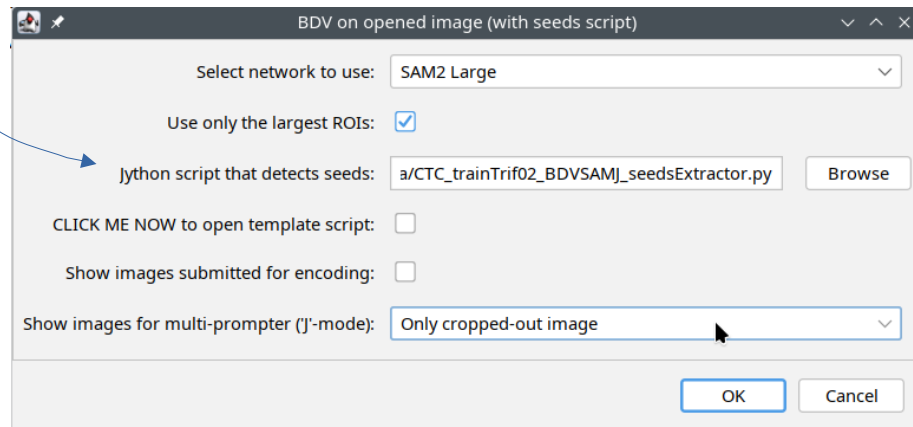 BDV on opened image (with seeds script)
Select network to use: SAM2 Large
Use only the largest ROIs:
Jython script that detects seeds: a/CTC_trainTrif02_BDVSAMJ_seedsExtractor.py Browse
CLICK ME NOW to open template script:
Show images submitted for encoding:
Show images for multi-prompter ('J'-mode): Only cropped-out image
OK Cancel